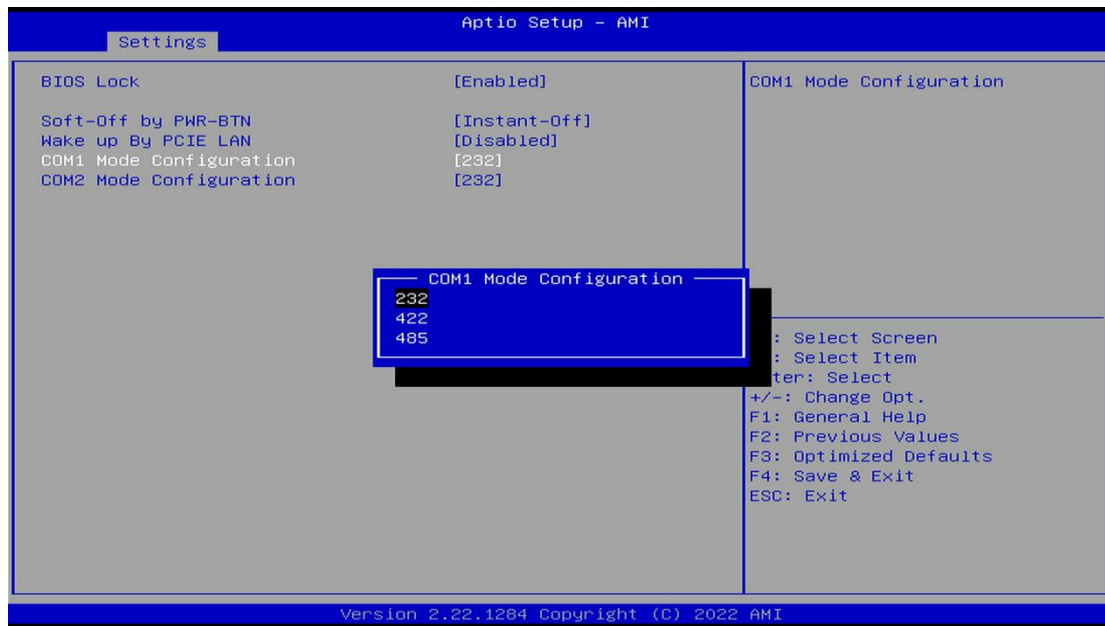 Aptio Setup – AMI
Settings
BIOS Lock [Enabled]
Soft-Off by PWR-BTN [Instant-Off]
Wake up By PCIE LAN [Disabled]
COM1 Mode Configuration [232]
COM2 Mode Configuration [232]
COM1 Mode Configuration
COM1 Mode Configuration
232
422
485
: Select Screen
: Select Item
ter: Select
+/-: Change Opt.
F1: General Help
F2: Previous Values
F3: Optimized Defaults
F4: Save & Exit
ESC: Exit
Version 2.22.1284 Copyright (C) 2022 AMI